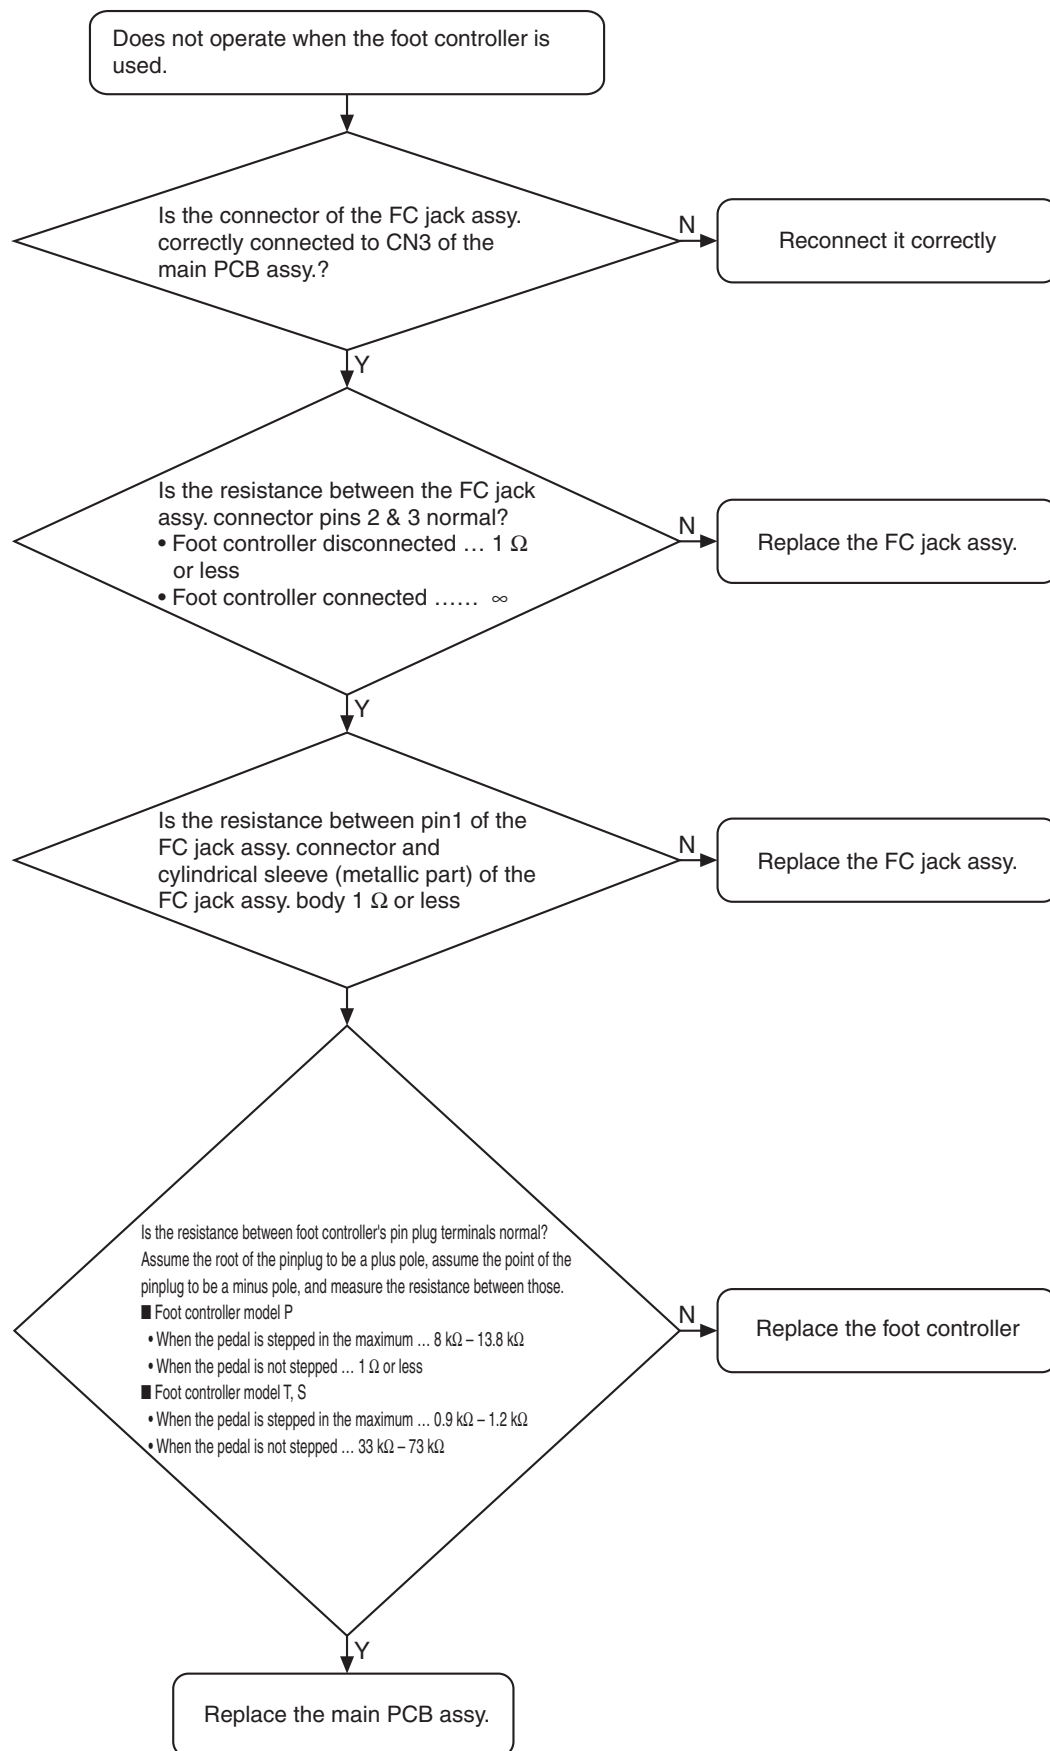 Does not operate when the foot controller is
used.
Is the connector of the FC jack assy.
correctly connected to CN3 of the
main PCB assy.?
N
Reconnect it correctly
Y
Is the resistance between the FC jack
assy. connector pins 2 & 3 normal?
• Foot controller disconnected ... 1 Ω
or less
• Foot controller connected ...... ∞
N
Replace the FC jack assy.
Y
Is the resistance between pin1 of the
FC jack assy. connector and
cylindrical sleeve (metallic part) of the
FC jack assy. body 1 Ω or less
N
Replace the FC jack assy.
Is the resistance between foot controller's pin plug terminals normal?
Assume the root of the pinplug to be a plus pole, assume the point of the
pinplug to be a minus pole, and measure the resistance between those.
■ Foot controller model P
• When the pedal is stepped in the maximum ... 8 kΩ – 13.8 kΩ
• When the pedal is not stepped ... 1 Ω or less
■ Foot controller model T, S
• When the pedal is stepped in the maximum ... 0.9 kΩ – 1.2 kΩ
• When the pedal is not stepped ... 33 kΩ – 73 kΩ
N
Replace the foot controller
Y
Replace the main PCB assy.